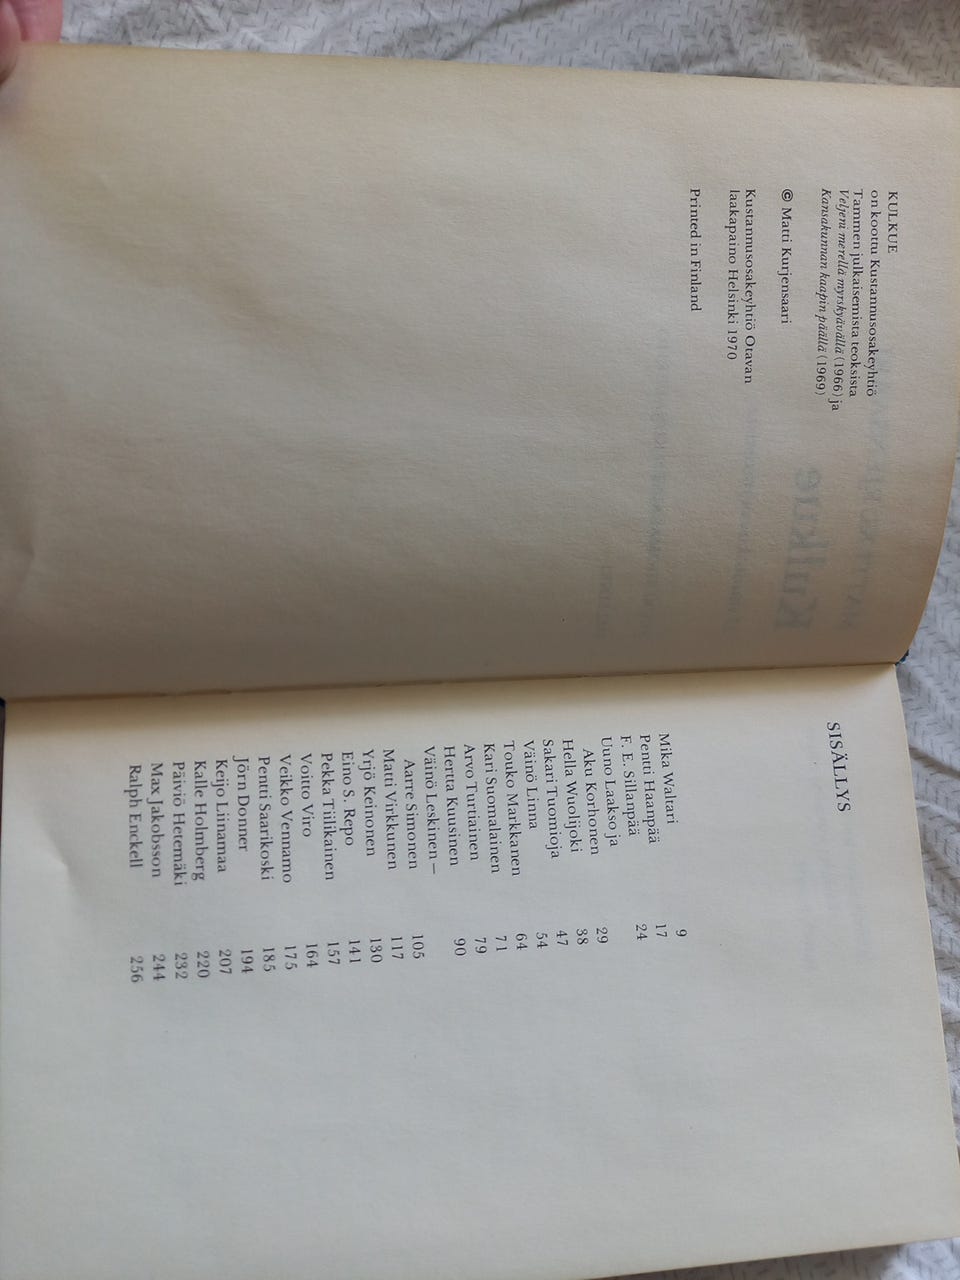 KULKUE
on koottu Kustannusosakeyhtiö
Tammen julkaisemista teoksista
Veljeni merellä myrskyävällä (1966) ja
Kansakunnan kaapin päällä (1969)
© Matti Kurjensaari
Kustannusosakeyhtiö Otavan
laakapaino Helsinki 1970
Printed in Finland
SISÄLLYS
Mika Waltari 9
Pentti Haanpää 17
F. E. Sillanpää 24
Uuno Laakso ja
Aku Korhonen 29
Hella Wuolijoki 38
Sakari Tuomioja 47
Väinö Linna 54
Touko Markkanen 64
Kari Suomalainen 71
Arvo Turtiainen 79
Hertta Kuusinen 90
Väinö Leskinen—
Aarre Simonen 105
Matti Virkkunen 117
Yrjö Keinonen 130
Eino S. Repo 141
Pekka Tiilikainen 157
Voitto Viro 164
Veikko Vennamo 175
Pentti Saarikoski 185
Jörn Donner 194
Keijo Liinamaa 207
Kalle Holmberg 220
Päiviö Hetemäki 232
Max Jakobsson 244
Ralph Enckell 256